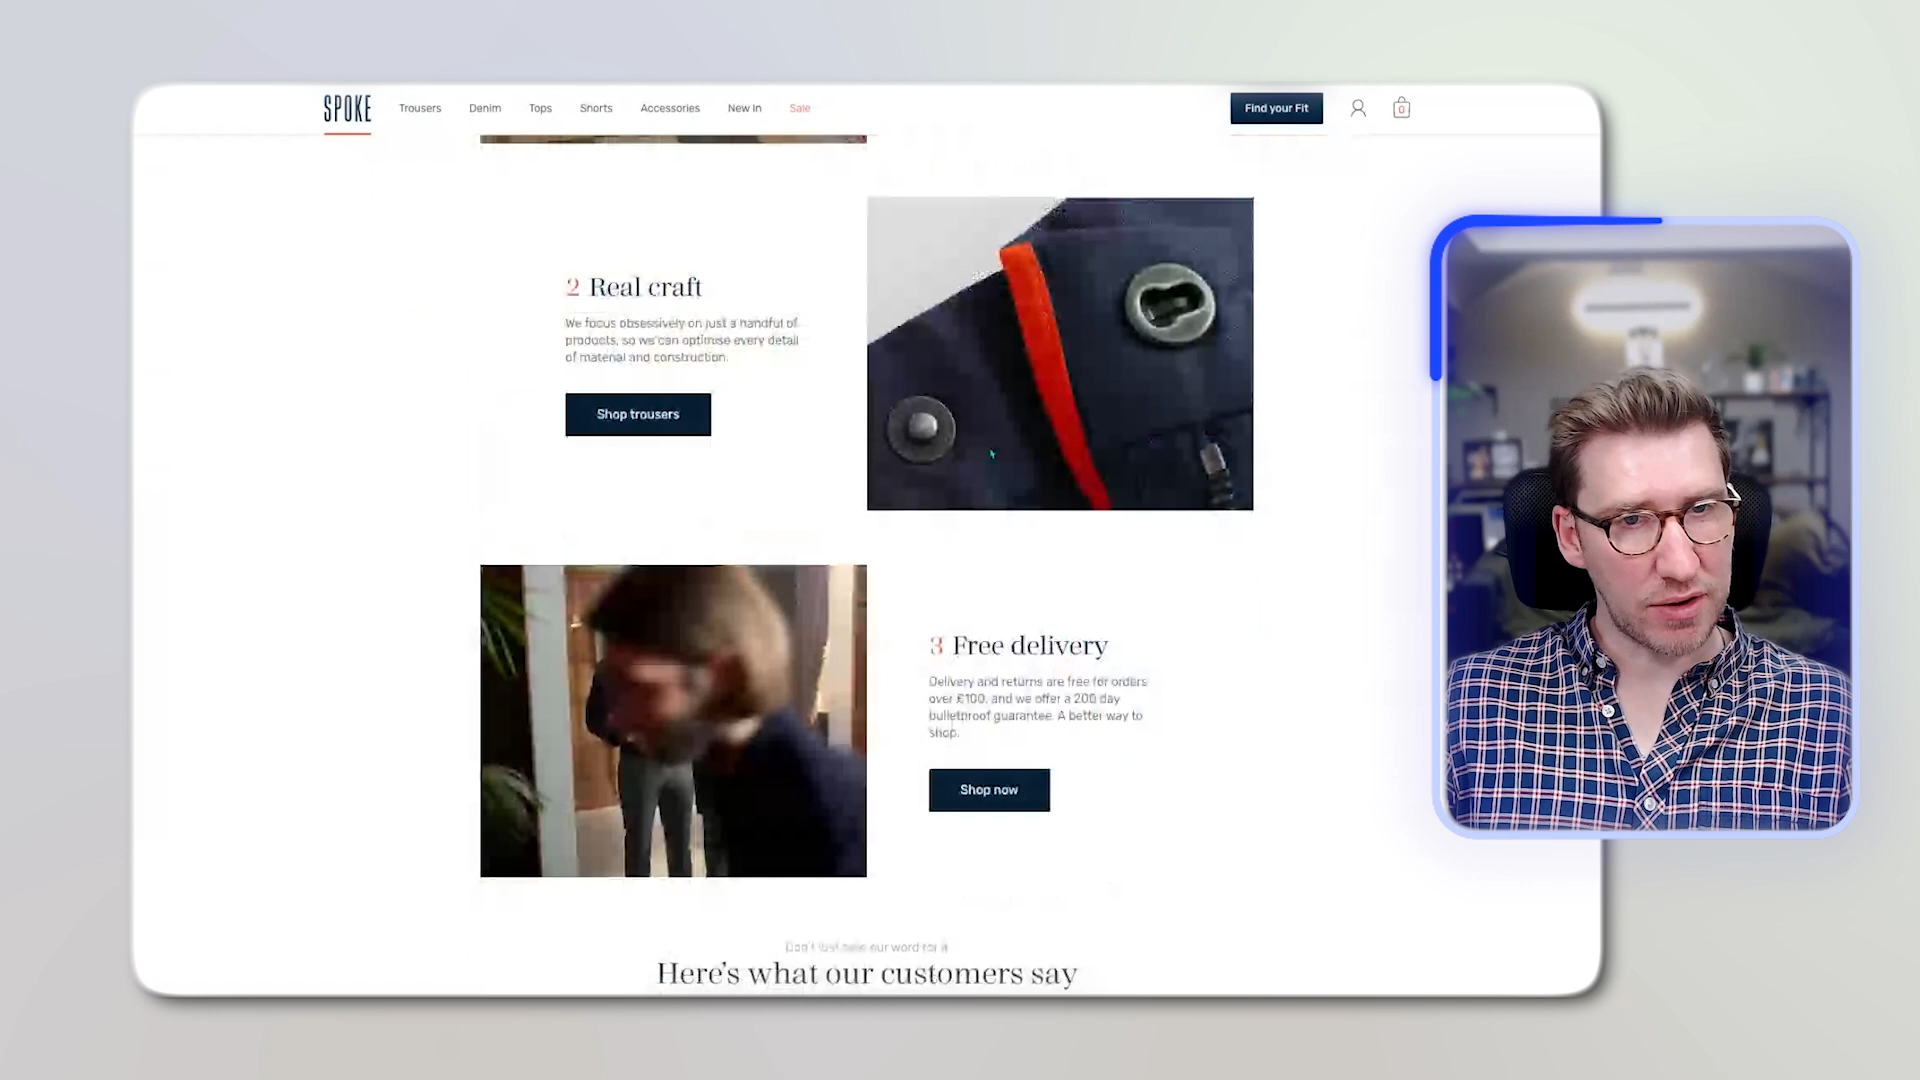 SPOKE
Trousers
Denim
Tops
Shorts
Accessories
New In
Sale
Find your Fit
0
2 Real craft
We focus obsessively on just a handful of
products, so we can optimise every detail
of material and construction.
Shop trousers
3 Free delivery
Delivery and returns are free for orders
over £100, and we offer a 200 day
bulletproof guarantee. A better way to
shop.
Shop now
Don't just take our word for it
Here's what our customers say